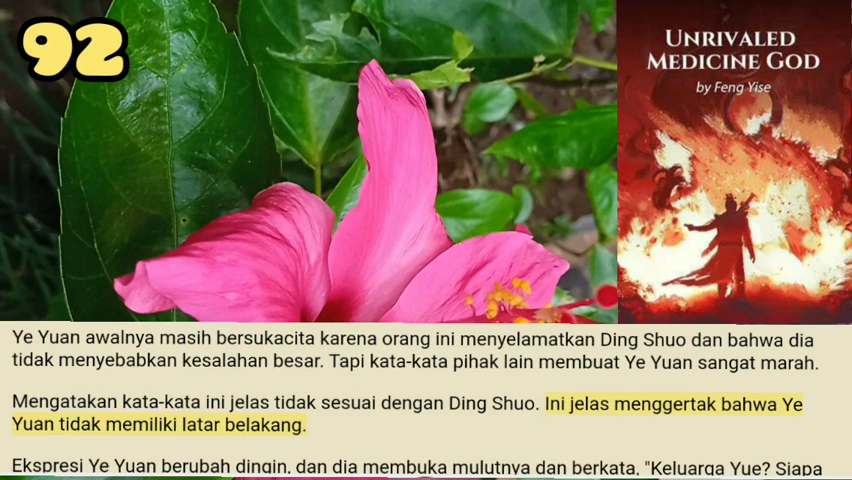 92
UNRIVALED
MEDICINE GOD
by Feng Yise
Ye Yuan awalnya masih bersukacita karena orang ini menyelamatkan Ding Shuo dan bahwa dia
tidak menyebabkan kesalahan besar. Tapi kata-kata pihak lain membuat Ye Yuan sangat marah.
Mengatakan kata-kata ini jelas tidak sesuai dengan Ding Shuo. Ini jelas menggertak bahwa Ye
Yuan tidak memiliki latar belakang.
Ekspresi Ye Yuan berubah dingin, dan dia membuka mulutnya dan berkata, "Keluarga Yue? Siapa